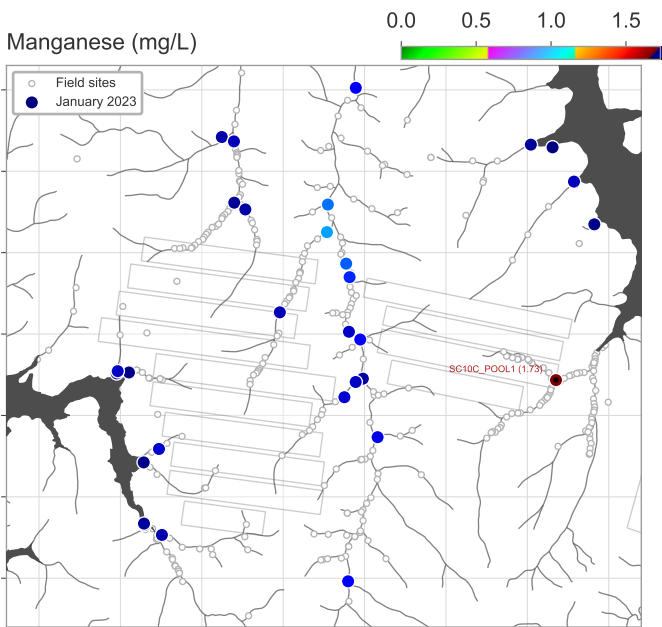 0.0 0.5 1.0 1.5
Manganese (mg/L)
Field sites
January 2023
SC10C_POOL1 (1.73)